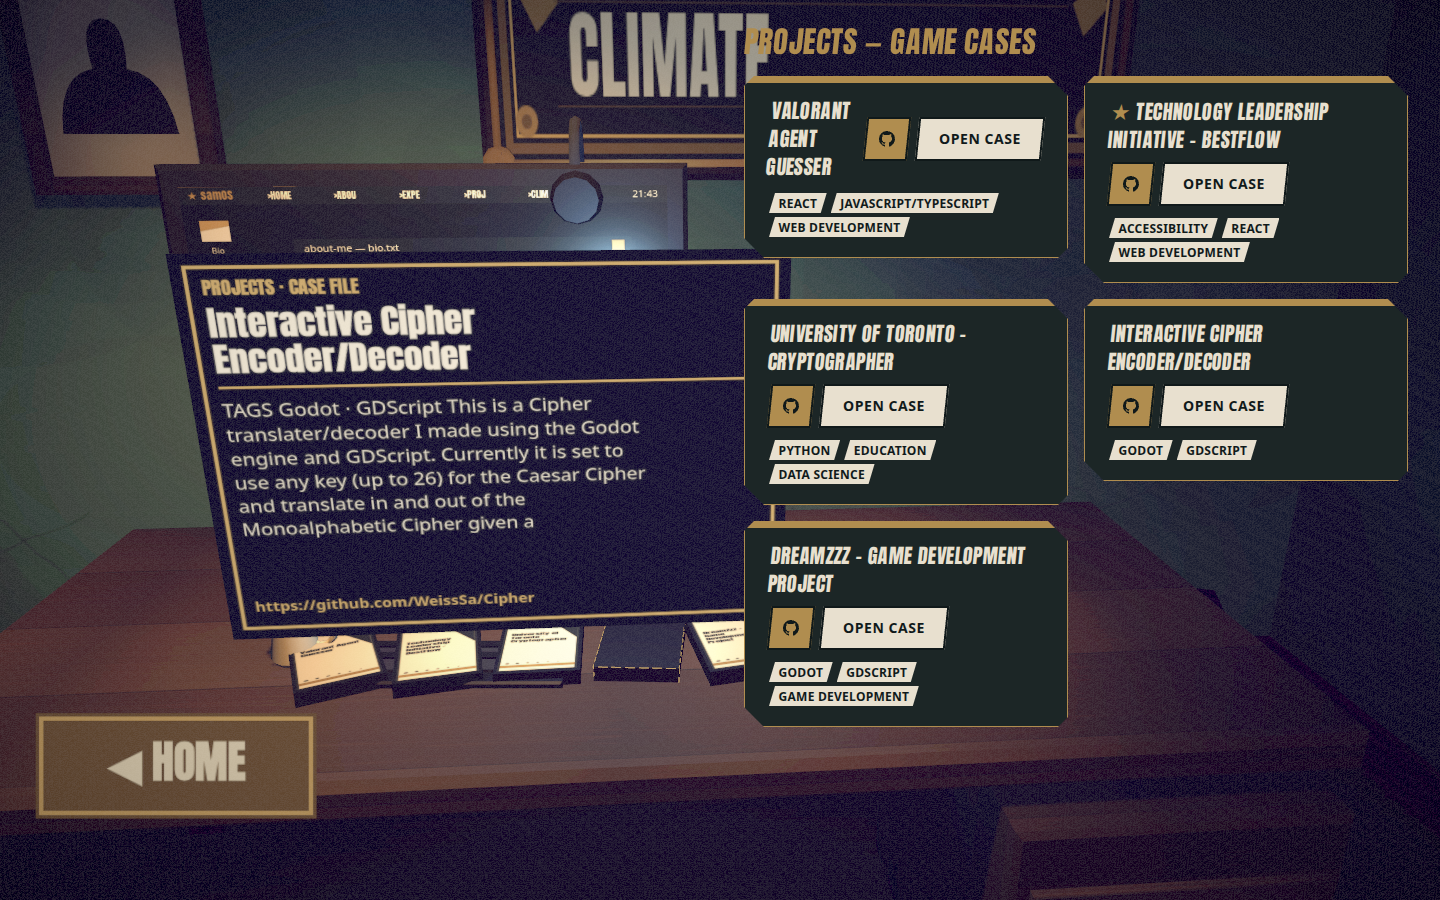 CLIMATE
PROJECTS — GAME CASES
★ samOS
>HOME
>ABOU
>EXPE
>PROJ
>CLIM
21:43
Bio
about-me — bio.txt
PROJECTS · CASE FILE
Interactive Cipher
Encoder/Decoder
TAGS Godot · GDScript This is a Cipher
translater/decoder I made using the Godot
engine and GDScript. Currently it is set to
use any key (up to 26) for the Caesar Cipher
and translate in and out of the
Monoalphabetic Cipher given a
https://github.com/WeissSa/Cipher
VALORANT
AGENT
GUESSER
OPEN CASE
REACT
JAVASCRIPT/TYPESCRIPT
WEB DEVELOPMENT
★ TECHNOLOGY LEADERSHIP
INITIATIVE - BESTFLOW
OPEN CASE
ACCESSIBILITY
REACT
WEB DEVELOPMENT
UNIVERSITY OF TORONTO -
CRYPTOGRAPHER
OPEN CASE
PYTHON
EDUCATION
DATA SCIENCE
INTERACTIVE CIPHER
ENCODER/DECODER
OPEN CASE
GODOT
GDSCRIPT
DREAMZZZ - GAME DEVELOPMENT
PROJECT
OPEN CASE
GODOT
GDSCRIPT
GAME DEVELOPMENT
◀ HOME